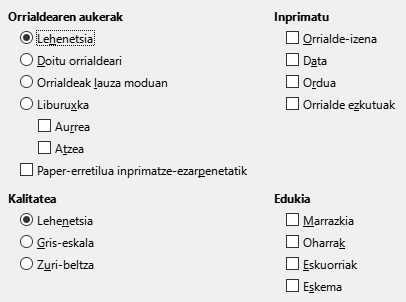 Orrialdearen aukerak
Lehenetsia
Doitu orrialdeari
Orrialdeak lauza moduan
Liburuxka
Aurrea
Atzea
Paper-erretilua inprimatze-ezarpenetatik
Inprimatu
Orrialde-izena
Data
Ordua
Orrialde ezkutuak
Kalitatea
Lehenetsia
Gris-eskala
Zuri-beltza
Edukia
Marrazkia
Oharrak
Eskuorriak
Eskema